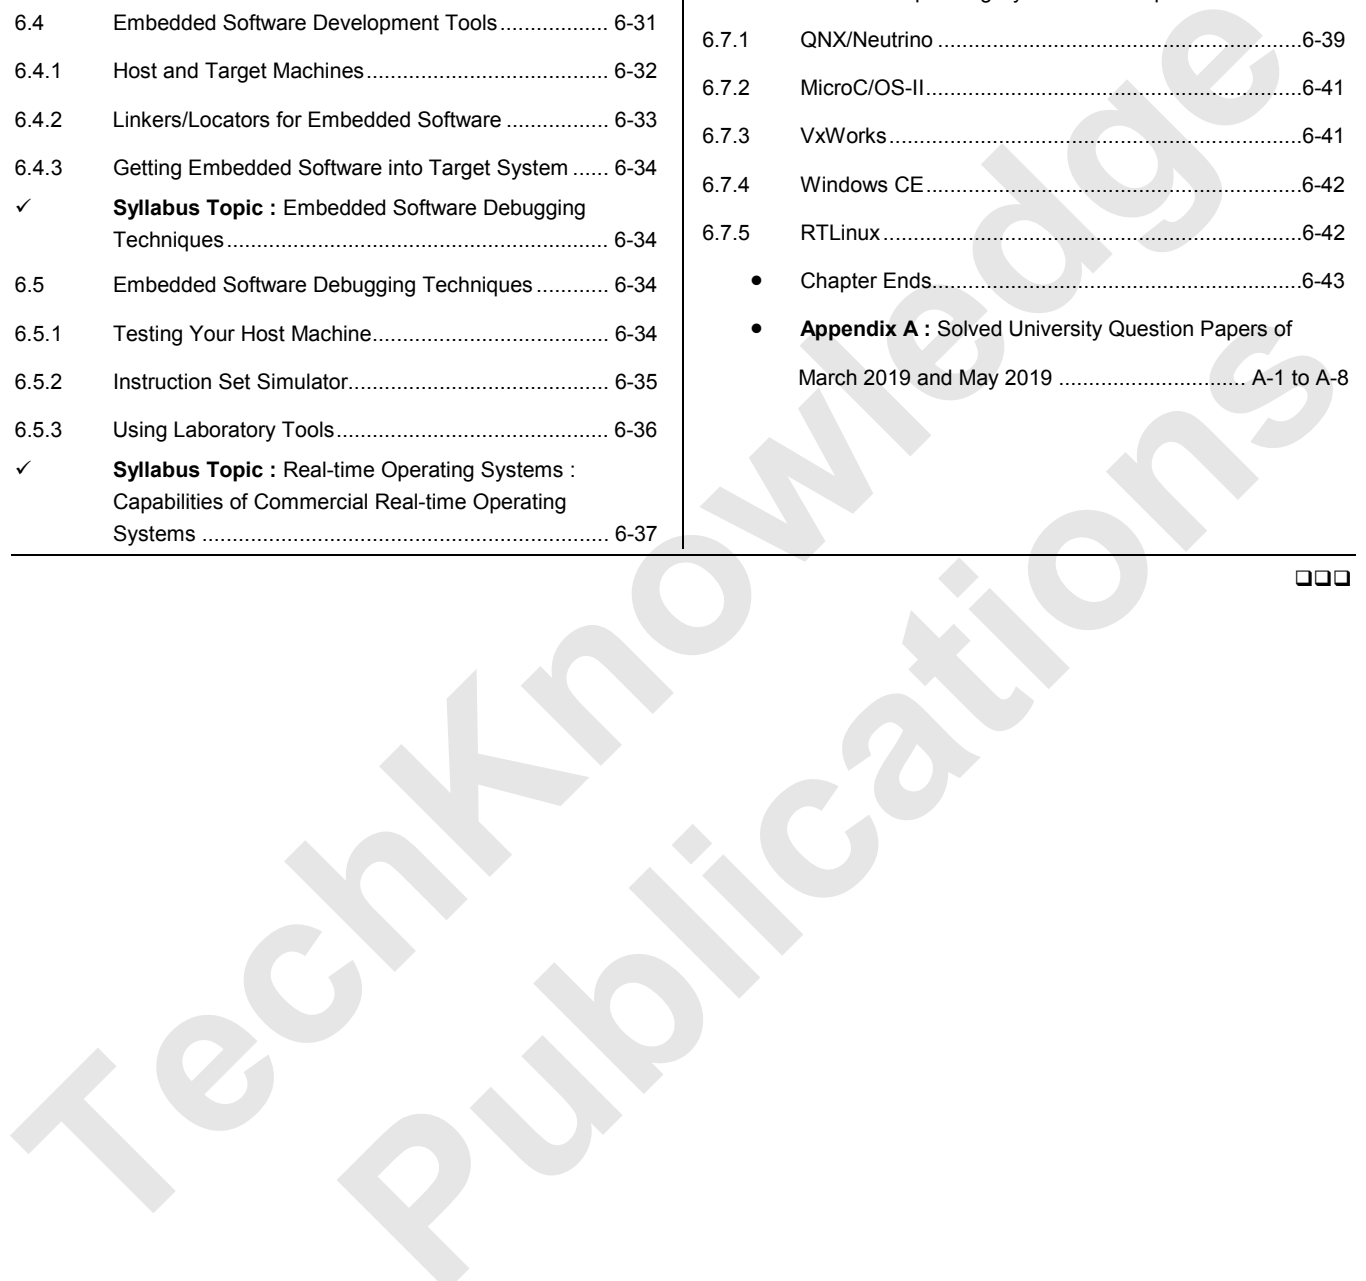 6.4 Embedded Software Development Tools.................. 6-31
6.4.1 Host and Target Machines........................................ 6-32
6.4.2 Linkers/Locators for Embedded Software ................. 6-33
6.4.3 Getting Embedded Software into Target System ...... 6-34
✓ Syllabus Topic : Embedded Software Debugging
Techniques............................................................... 6-34
6.5 Embedded Software Debugging Techniques............ 6-34
6.5.1 Testing Your Host Machine....................................... 6-34
6.5.2 Instruction Set Simulator........................................... 6-35
6.5.3 Using Laboratory Tools............................................. 6-36
✓ Syllabus Topic : Real-time Operating Systems :
Capabilities of Commercial Real-time Operating
Systems ................................................................... 6-37
6.7.1 QNX/Neutrino ............................................................6-39
6.7.2 MicroC/OS-II..............................................................6-41
6.7.3 VxWorks....................................................................6-41
6.7.4 Windows CE..............................................................6-42
6.7.5 RTLinux.....................................................................6-42
• Chapter Ends.............................................................6-43
• Appendix A : Solved University Question Papers of
March 2019 and May 2019 ............................... A-1 to A-8
❑❑❑
TechKnowledge
Publications